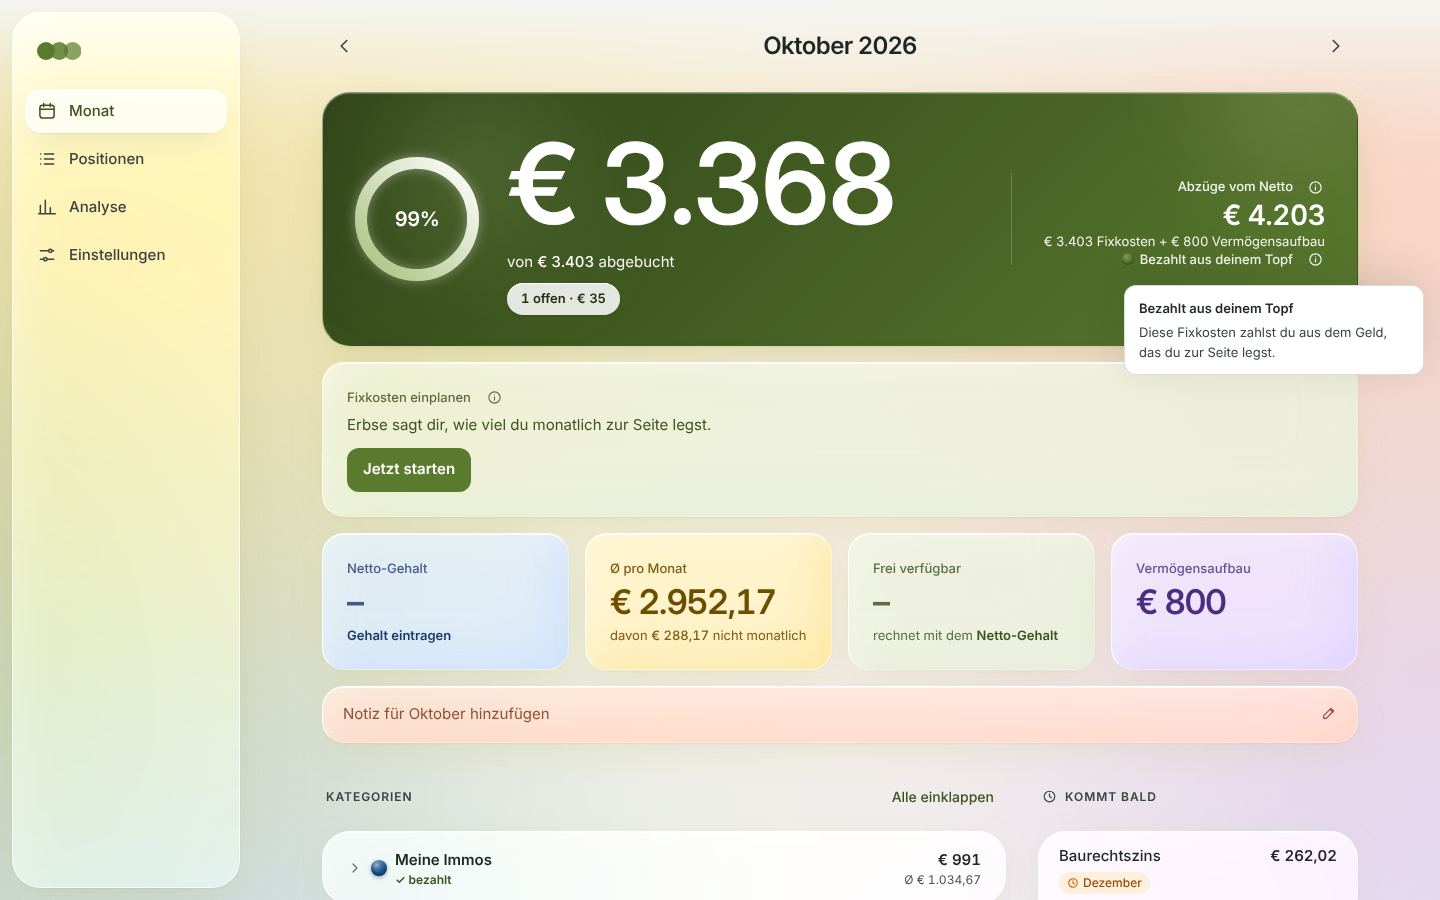 Oktober 2026
Monat
Positionen
Analyse
Einstellungen
99%
€ 3.368
von € 3.403 abgebucht
1 offen · € 35
Abzüge vom Netto
€ 4.203
€ 3.403 Fixkosten + € 800 Vermögensaufbau
Bezahlt aus deinem Topf
Bezahlt aus deinem Topf
Diese Fixkosten zahlst du aus dem Geld,
das du zur Seite legst.
Fixkosten einplanen
Erbse sagt dir, wie viel du monatlich zur Seite legst.
Jetzt starten
Netto-Gehalt
–
Gehalt eintragen
Ø pro Monat
€ 2.952,17
davon € 288,17 nicht monatlich
Frei verfügbar
–
rechnet mit dem Netto-Gehalt
Vermögensaufbau
€ 800
Notiz für Oktober hinzufügen
KATEGORIEN
Alle einklappen
Meine Immos
€ 991
✓ bezahlt
Ø € 1.034,67
KOMMT BALD
Baurechtszins
€ 262,02
Dezember